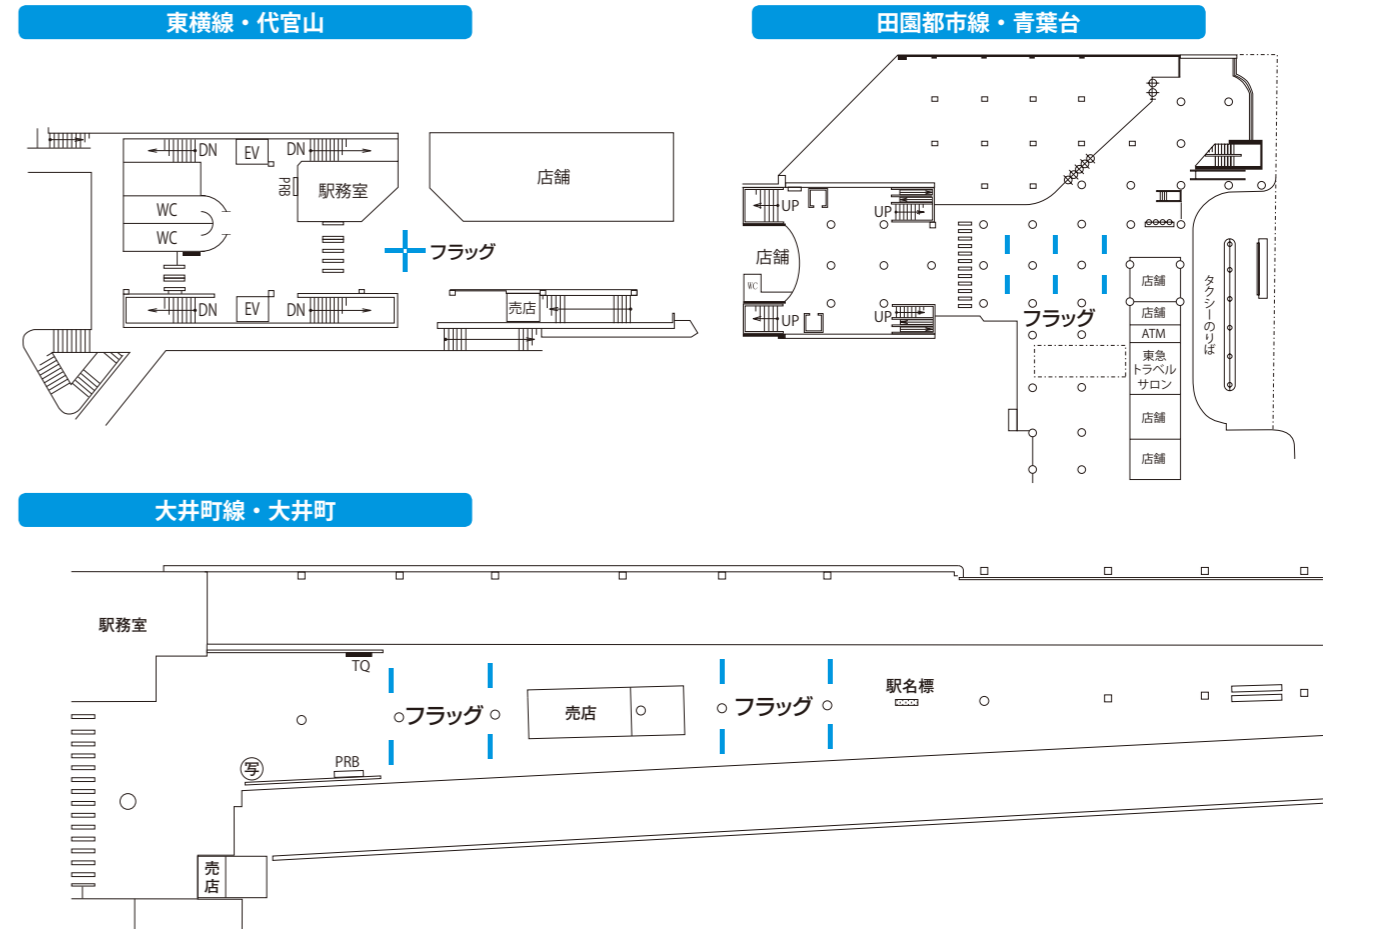 東横線・代官山
DN
EV
DN
PRB
駅務室
店舗
WC
WC
フラッグ
DN
EV
DN
売店
田園都市線・青葉台
UP
UP
店舗
WC
UP
UP
フラッグ
店舗
店舗
ATM
東急
トラベル
サロン
店舗
店舗
タクシーのりば
大井町線・大井町
駅務室
TQ
フラッグ
売店
フラッグ
駅名標
写
PRB
売
店